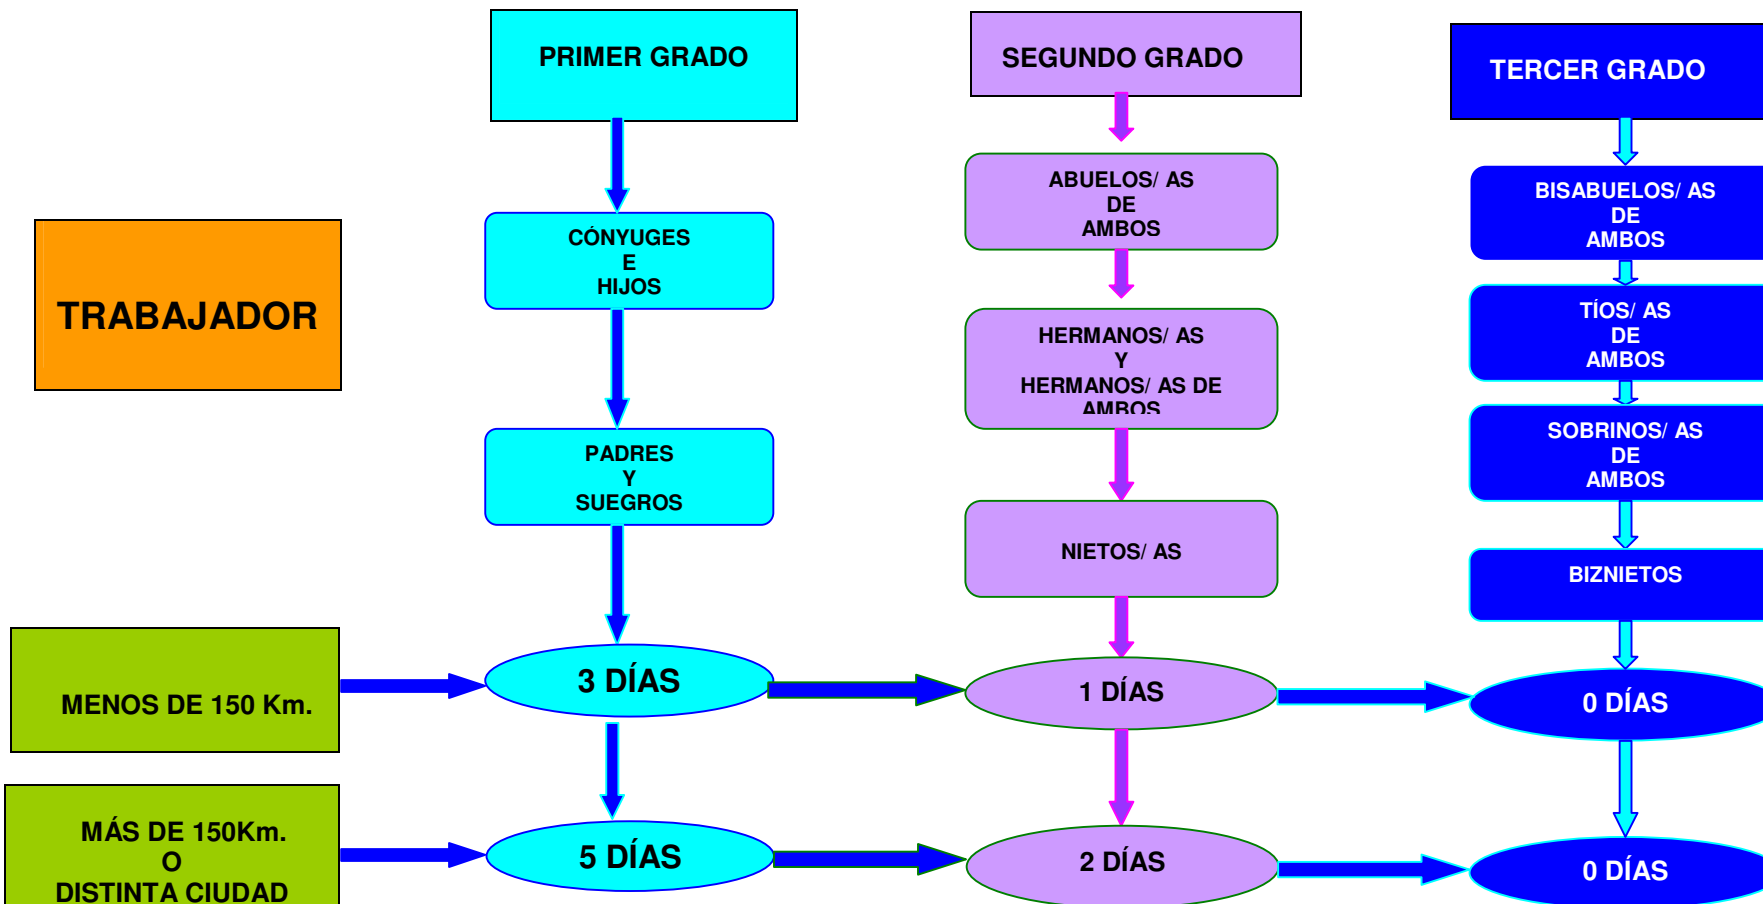 PRIMER GRADO
SEGUNDO GRADO
TERCER GRADO
TRABAJADOR
CÓNYUGES
E
HIJOS
PADRES
Y
SUEGROS
ABUELOS/ AS
DE
AMBOS
HERMANOS/ AS
Y
HERMANOS/ AS DE
AMBOS
NIETOS/ AS
BISABUELOS/ AS
DE
AMBOS
TÍOS/ AS
DE
AMBOS
SOBRINOS/ AS
DE
AMBOS
BIZNIETOS
MENOS DE 150 Km.
3 DÍAS
1 DÍAS
0 DÍAS
MÁS DE 150Km.
O
DISTINTA CIUDAD
5 DÍAS
2 DÍAS
0 DÍAS